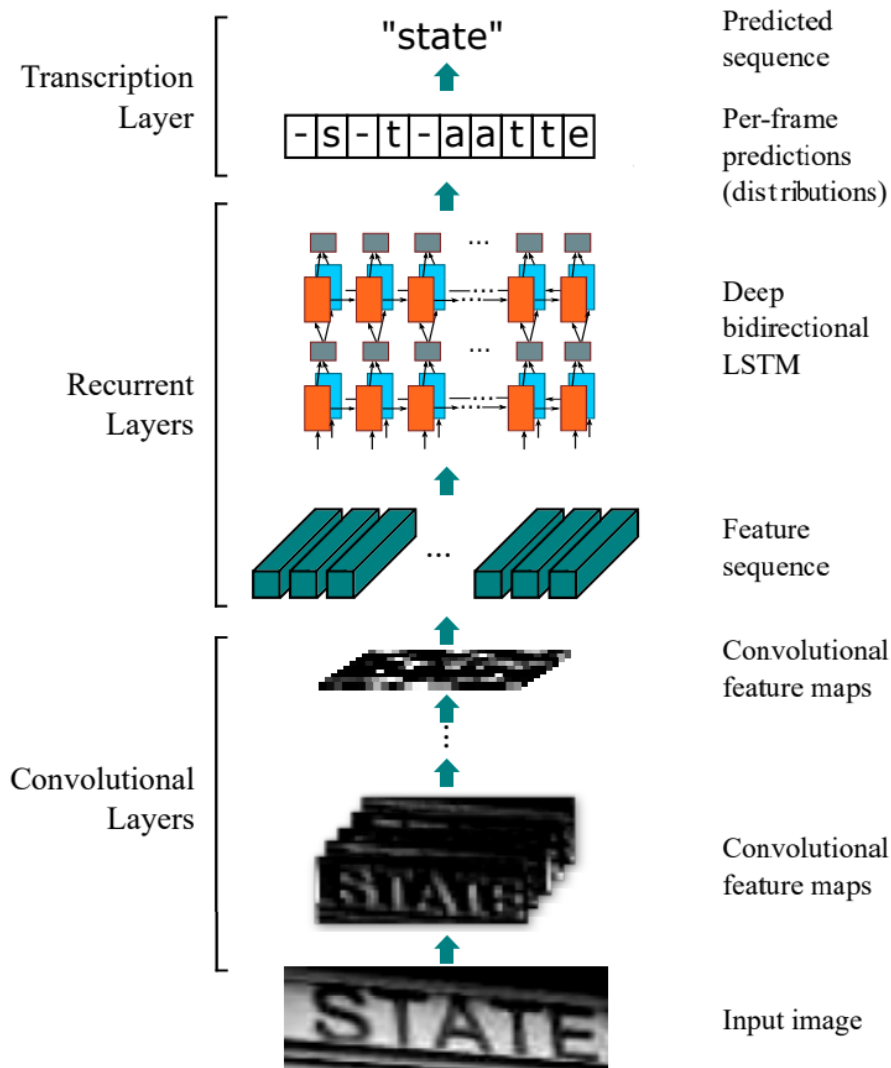 "state"
Predicted
sequence
Transcription
Layer
-s-t-aatte
Per-frame
predictions
(distributions)
...
Deep
bidirectional
LSTM
Recurrent
Layers
...
Feature
sequence
Convolutional
feature maps
Convolutional
Layers
STATE
Convolutional
feature maps
STATE
Input image